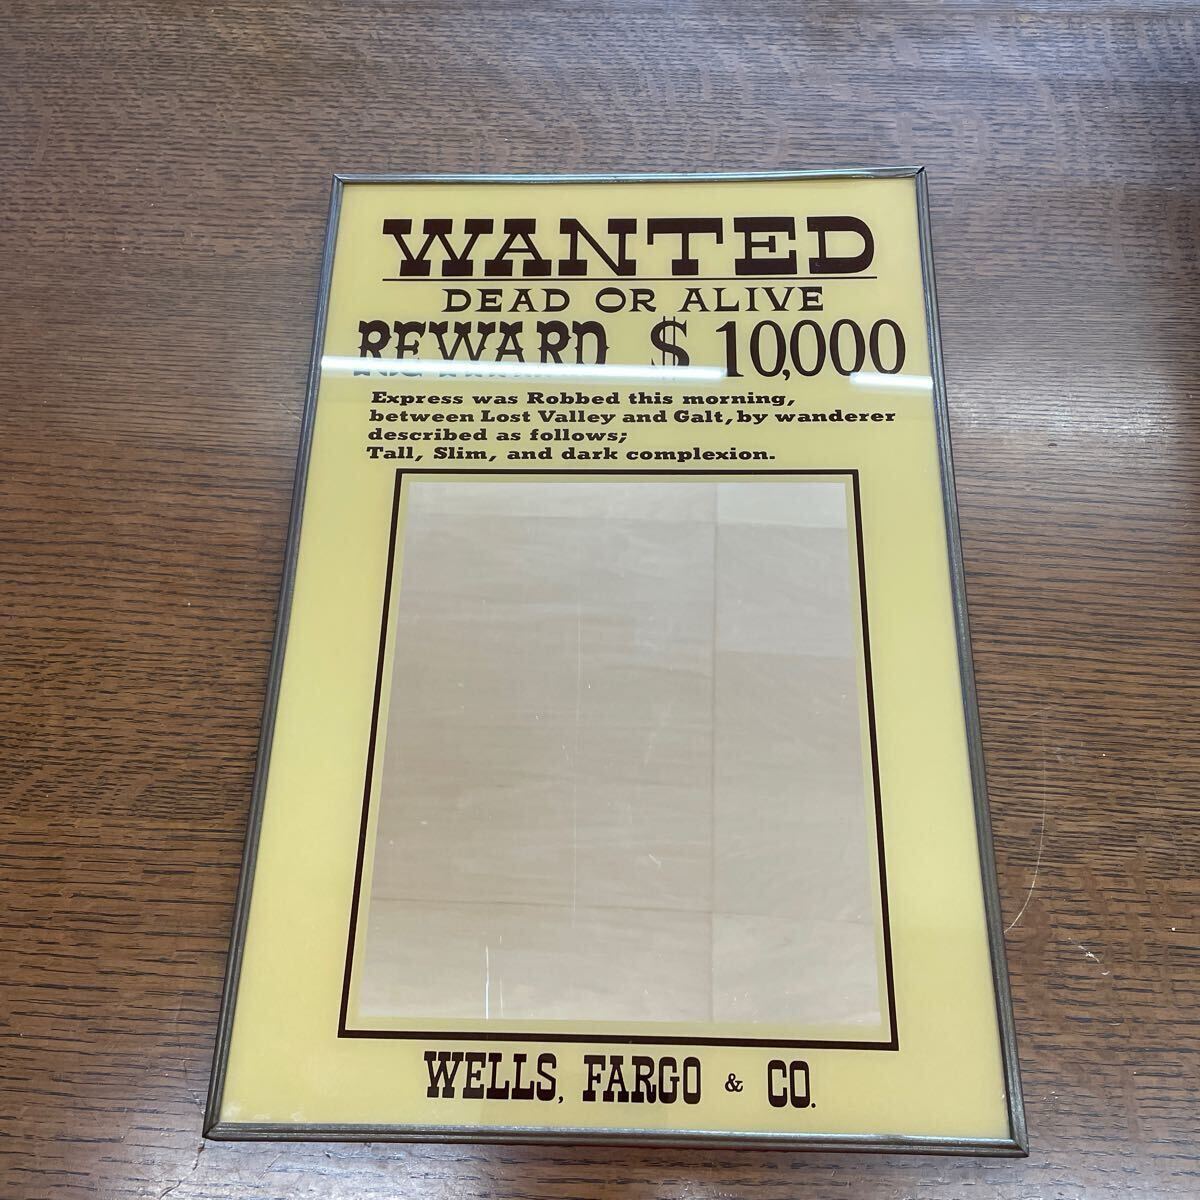 WANTED
DEAD OR ALIVE
REWARD $ 10,000
Express was Robbed this morning,
between Lost Valley and Galt, by wanderer
described as follows;
Tall, Slim, and dark complexion.
WELLS, FARGO & CO.